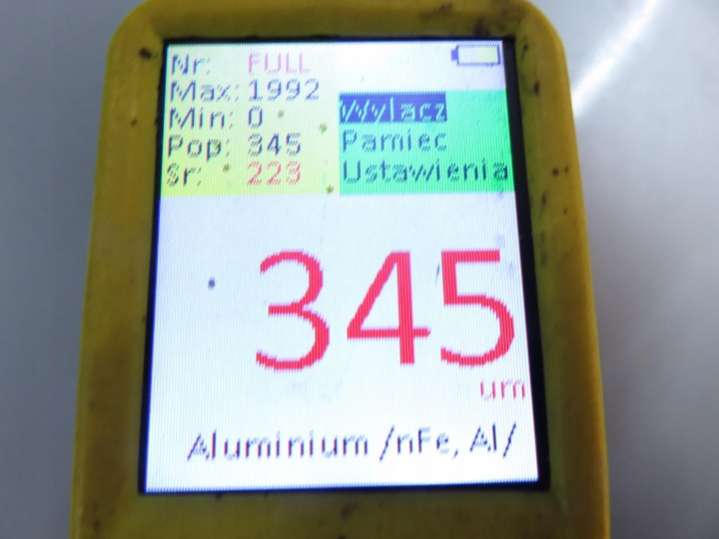 Nr: FULL
Max: 1992
Min: 0
Pop: 345
Sr: 223
Wylacz
Pamiec
Ustawienia
345
um
Aluminium /nFe, Al/